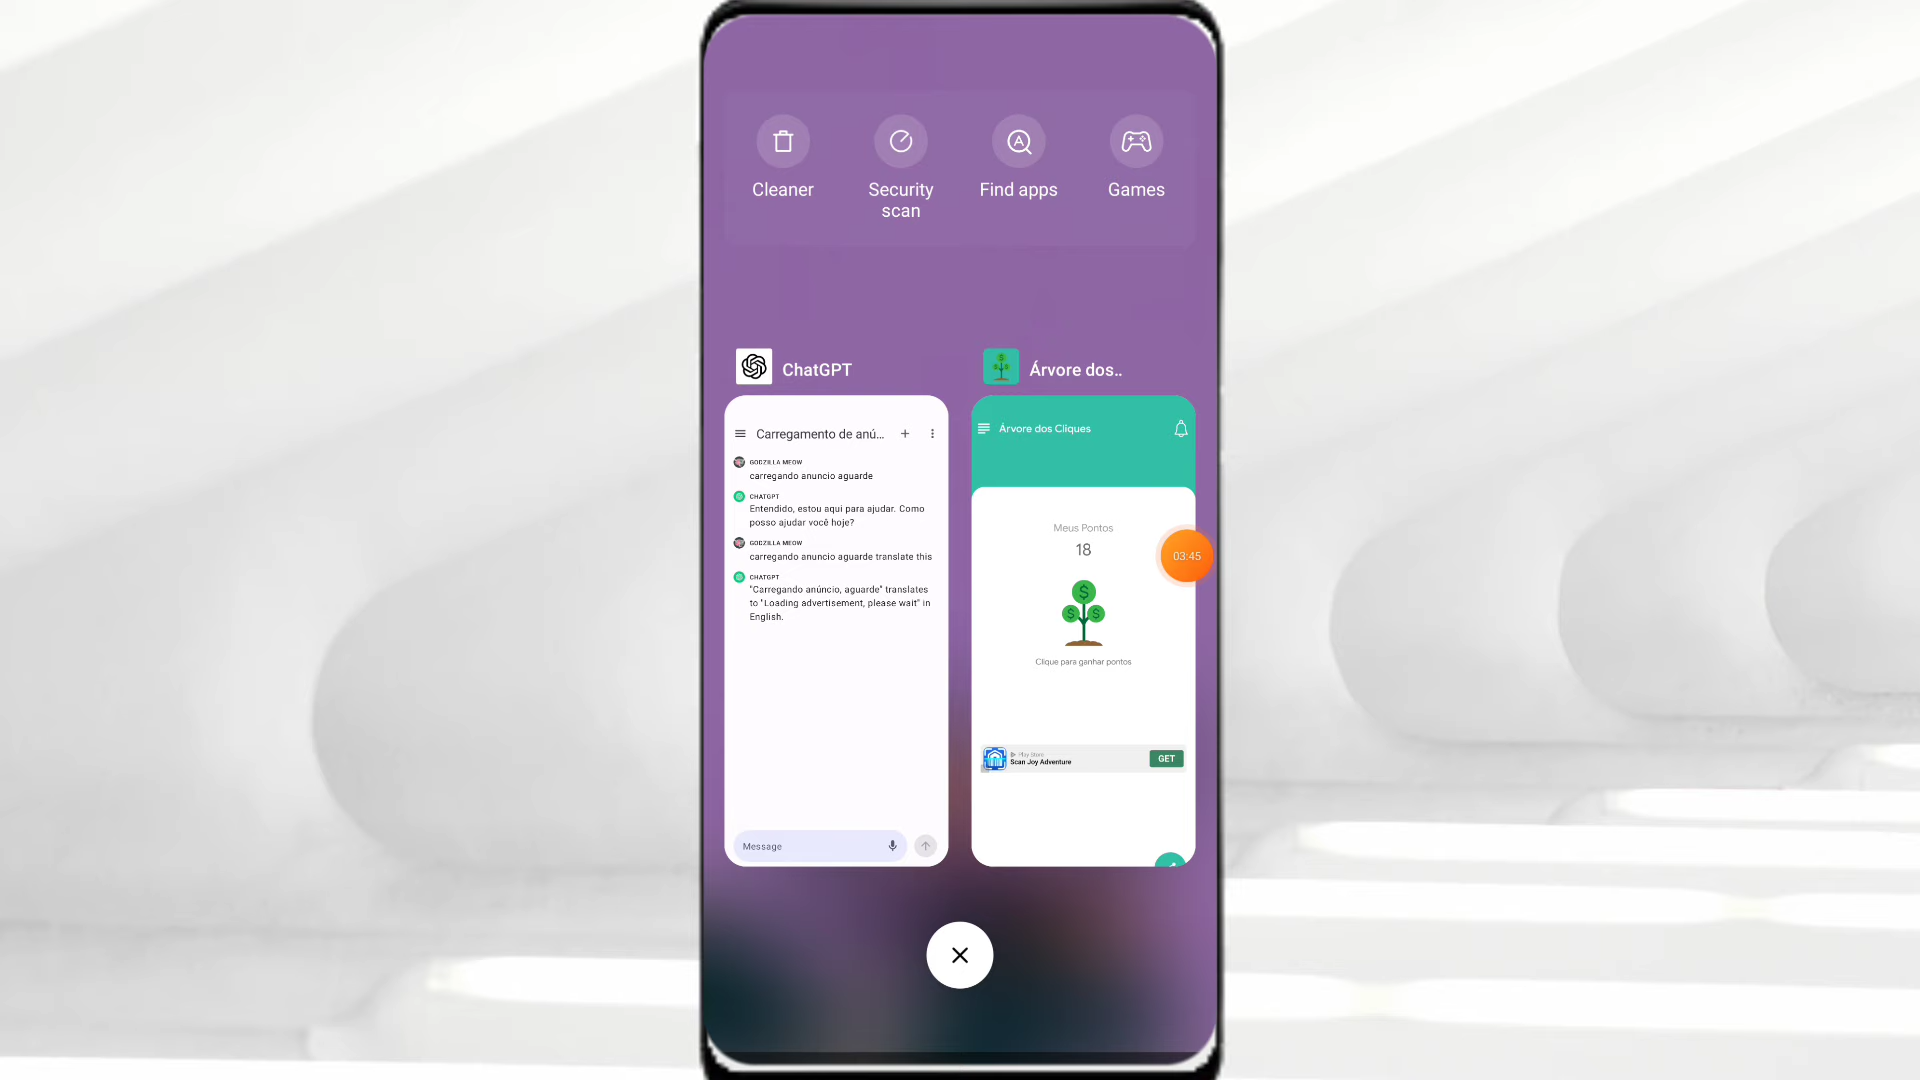 Cleaner
Security
scan
Find apps
Games
ChatGPT
Carregamento de anú...
GODZILLA MEOW
carregando anuncio aguarde
CHATGPT
Entendido, estou aqui para ajudar. Como
posso ajudar você hoje?
GODZILLA MEOW
carregando anuncio aguarde translate this
CHATGPT
"Carregando anúncio, aguarde" translates
to "Loading advertisement, please wait" in
English.
Message
Árvore dos..
Árvore dos Cliques
Meus Pontos
18
03:45
Clique para ganhar pontos
Play Store
Scan Joy Adventure
GET